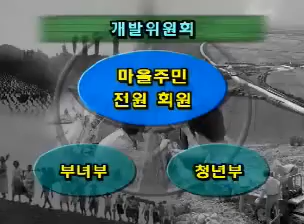 개발위원회
마을주민
전원 회원
부녀부
청년부